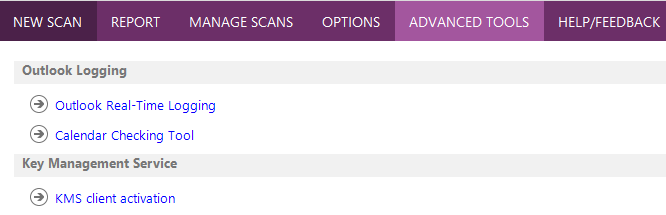 NEW SCAN REPORT MANAGE SCANS OPTIONS ADVANCED TOOLS HELP/FEEDBACK
Outlook Logging
Outlook Real-Time Logging
Calendar Checking Tool
Key Management Service
KMS client activation